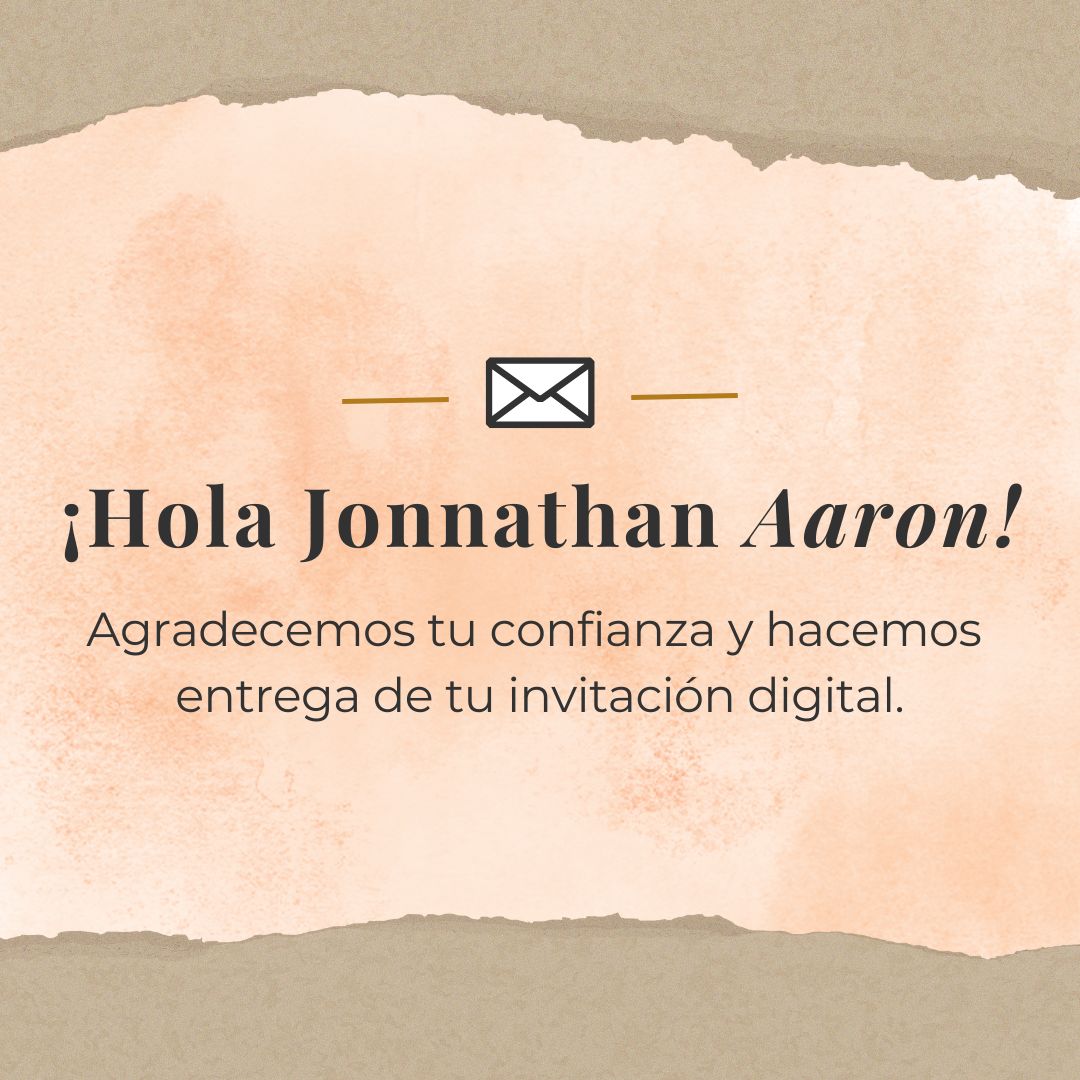 ¡Hola Jonnathan Aaron!
Agradecemos tu confianza y hacemos
entrega de tu invitación digital.